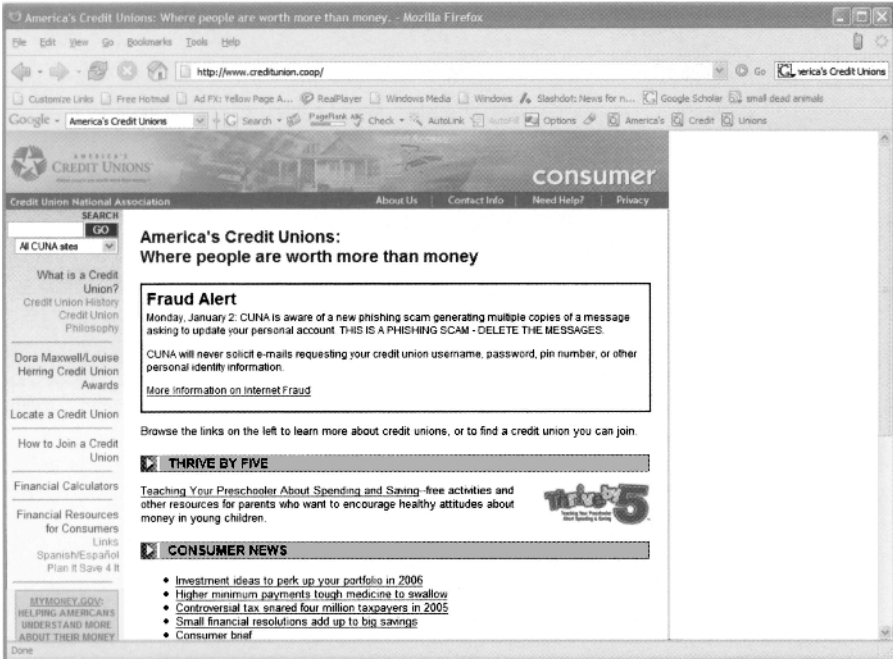 America's Credit Unions: Where people are worth more than money. - Mozilla Firefox
File Edit View Go Bookmarks Tools Help
http://www.creditunion.coop/ Go erica's Credit Unions
Customize Links Free Hotmail Ad FX: Yellow Page A... RealPlayer Windows Media Windows Slashdot: News for n... Google Scholar small dead animals
Google America's Credit Unions Search PageRank ABC Check AutoLink AutoFill Options America's Credit Unions
AMERICA'S
CREDIT UNIONS
consumer
Credit Union National Association About Us | Contact Info | Need Help? | Privacy
SEARCH
GO
All CUNA sites
What is a Credit
Union?
Credit Union History
Credit Union
Philosophy
Dora Maxwell/Louise
Herring Credit Union
Awards
Locate a Credit Union
How to Join a Credit
Union
Financial Calculators
Financial Resources
for Consumers
Links
Spanish/Español
Plan It Save 4 It
MYMONEY.GOV:
HELPING AMERICANS
UNDERSTAND MORE
ABOUT THEIR MONEY
America's Credit Unions:
Where people are worth more than money
Fraud Alert
Monday, January 2: CUNA is aware of a new phishing scam generating multiple copies of a message
asking to update your personal account. THIS IS A PHISHING SCAM - DELETE THE MESSAGES.
CUNA will never solicit e-mails requesting your credit union username, password, pin number, or other
personal identity information.
More Information on Internet Fraud
Browse the links on the left to learn more about credit unions, or to find a credit union you can join.
THRIVE BY FIVE
Teaching Your Preschooler About Spending and Saving--free activities and
other resources for parents who want to encourage healthy attitudes about
money in young children.
Thrive by 5
Teaching Your Preschooler
About Spending & Saving
CONSUMER NEWS
Investment ideas to perk up your portfolio in 2006
Higher minimum payments tough medicine to swallow
Controversial tax snared four million taxpayers in 2005
Small financial resolutions add up to big savings
Consumer brief
Done